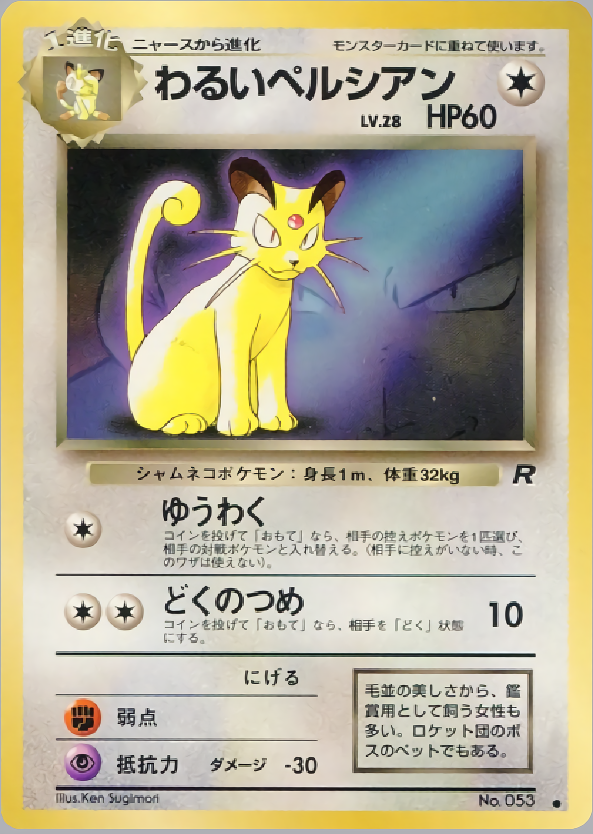 1進化
ニャースから進化
モンスターカードに重ねて使います。
わるいペルシアン
LV.28 HP60
シャムネコポケモン：身長1m、体重32kg
R
ゆうわく
コインを投げて「おもて」なら、相手の控えポケモンを1匹選び、
相手の対戦ポケモンと入れ替える。（相手に控えがいない時、こ
のワザは使えない）。
どくのつめ 10
コインを投げて「おもて」なら、相手を「どく」状態
にする。
にげる
弱点
抵抗力 ダメージ -30
毛並の美しさから、鑑
賞用として飼う女性も
多い。ロケット団のボ
スのペットでもある。
Illus.Ken Sugimori
No. 053